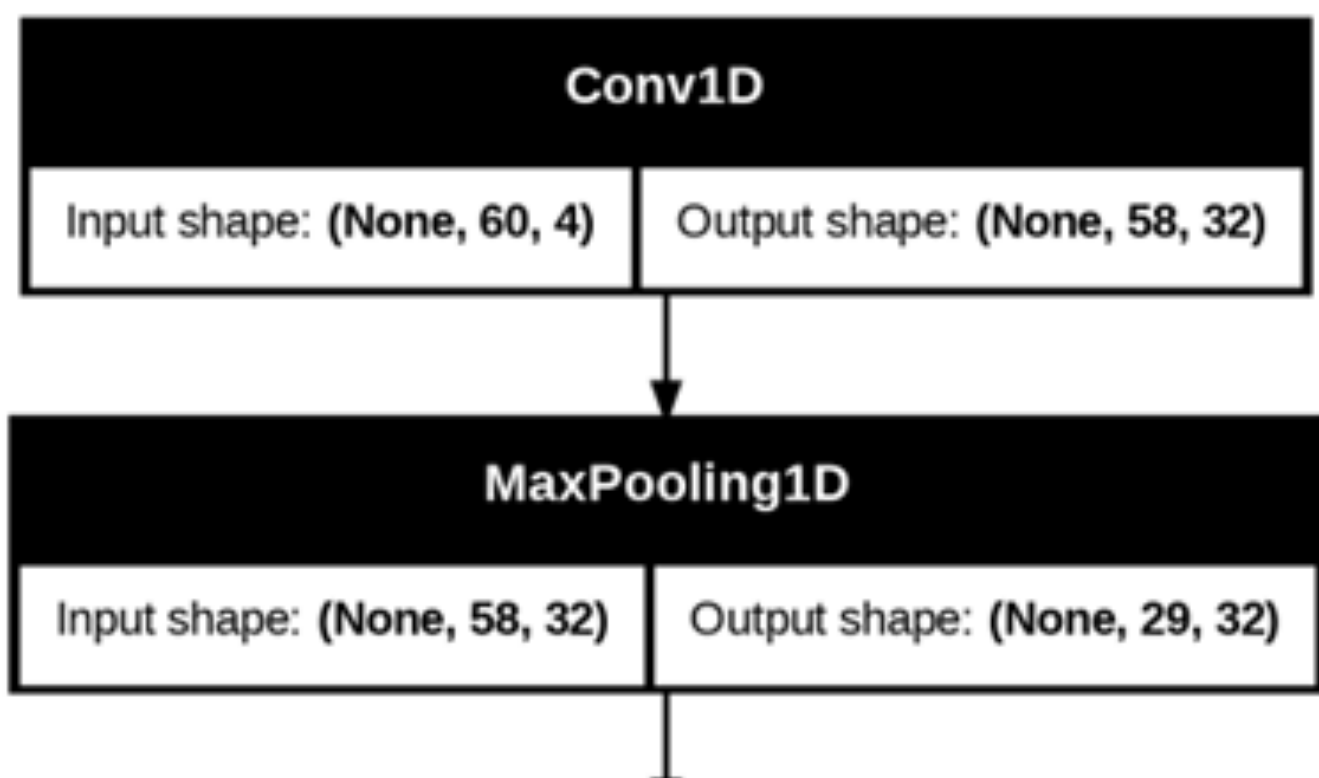 Conv1D
Input shape: (None, 60, 4) Output shape: (None, 58, 32)
MaxPooling1D
Input shape: (None, 58, 32) Output shape: (None, 29, 32)